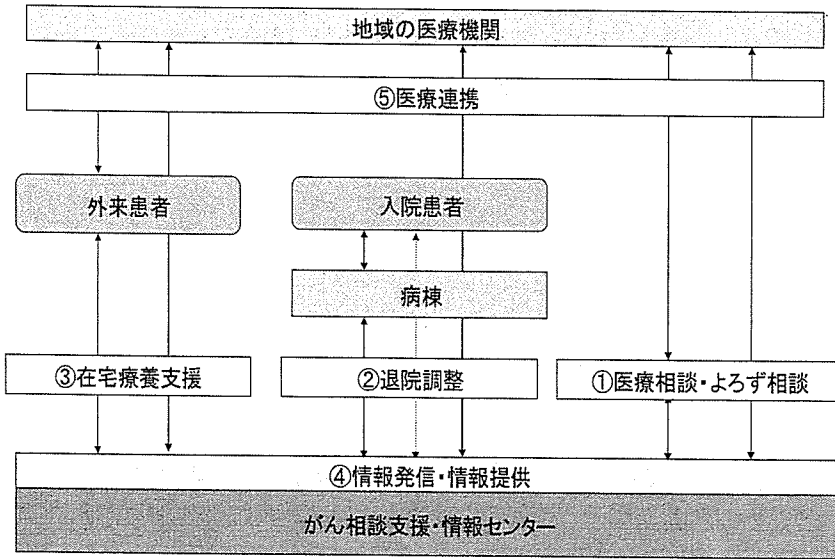 地域の医療機関
⑤医療連携
外来患者
入院患者
病棟
③在宅療養支援
②退院調整
①医療相談・よろず相談
④情報発信・情報提供
がん相談支援・情報センター